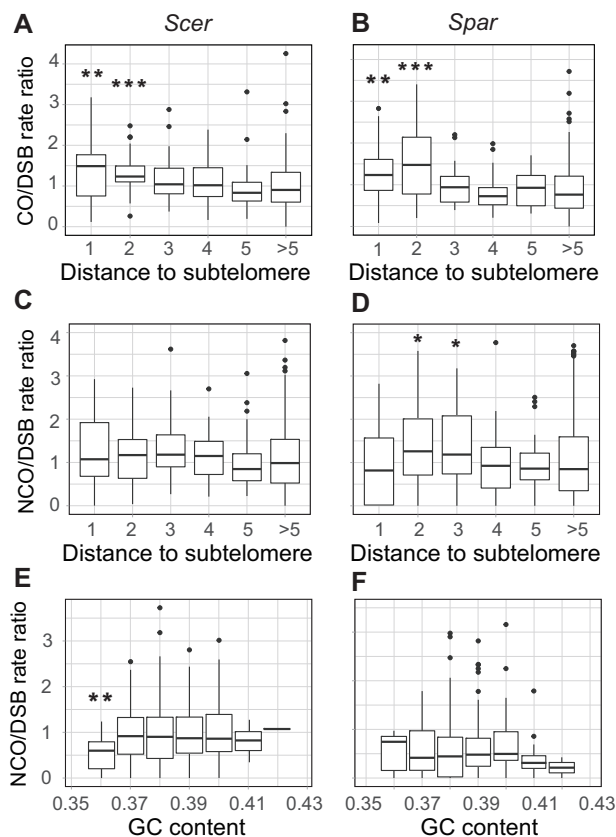 A Scer B Spar
CO/DSB rate ratio
4
3
2
1
0
** ***
** ***
1 2 3 4 5 >5
1 2 3 4 5 >5
Distance to subtelomere
Distance to subtelomere
C D
NCO/DSB rate ratio
4
3
2
1
0
* *
1 2 3 4 5 >5
1 2 3 4 5 >5
Distance to subtelomere
Distance to subtelomere
E F
NCO/DSB rate ratio
3
2
1
0
**
0.35 0.37 0.39 0.41 0.43
0.35 0.37 0.39 0.41 0.43
GC content
GC content